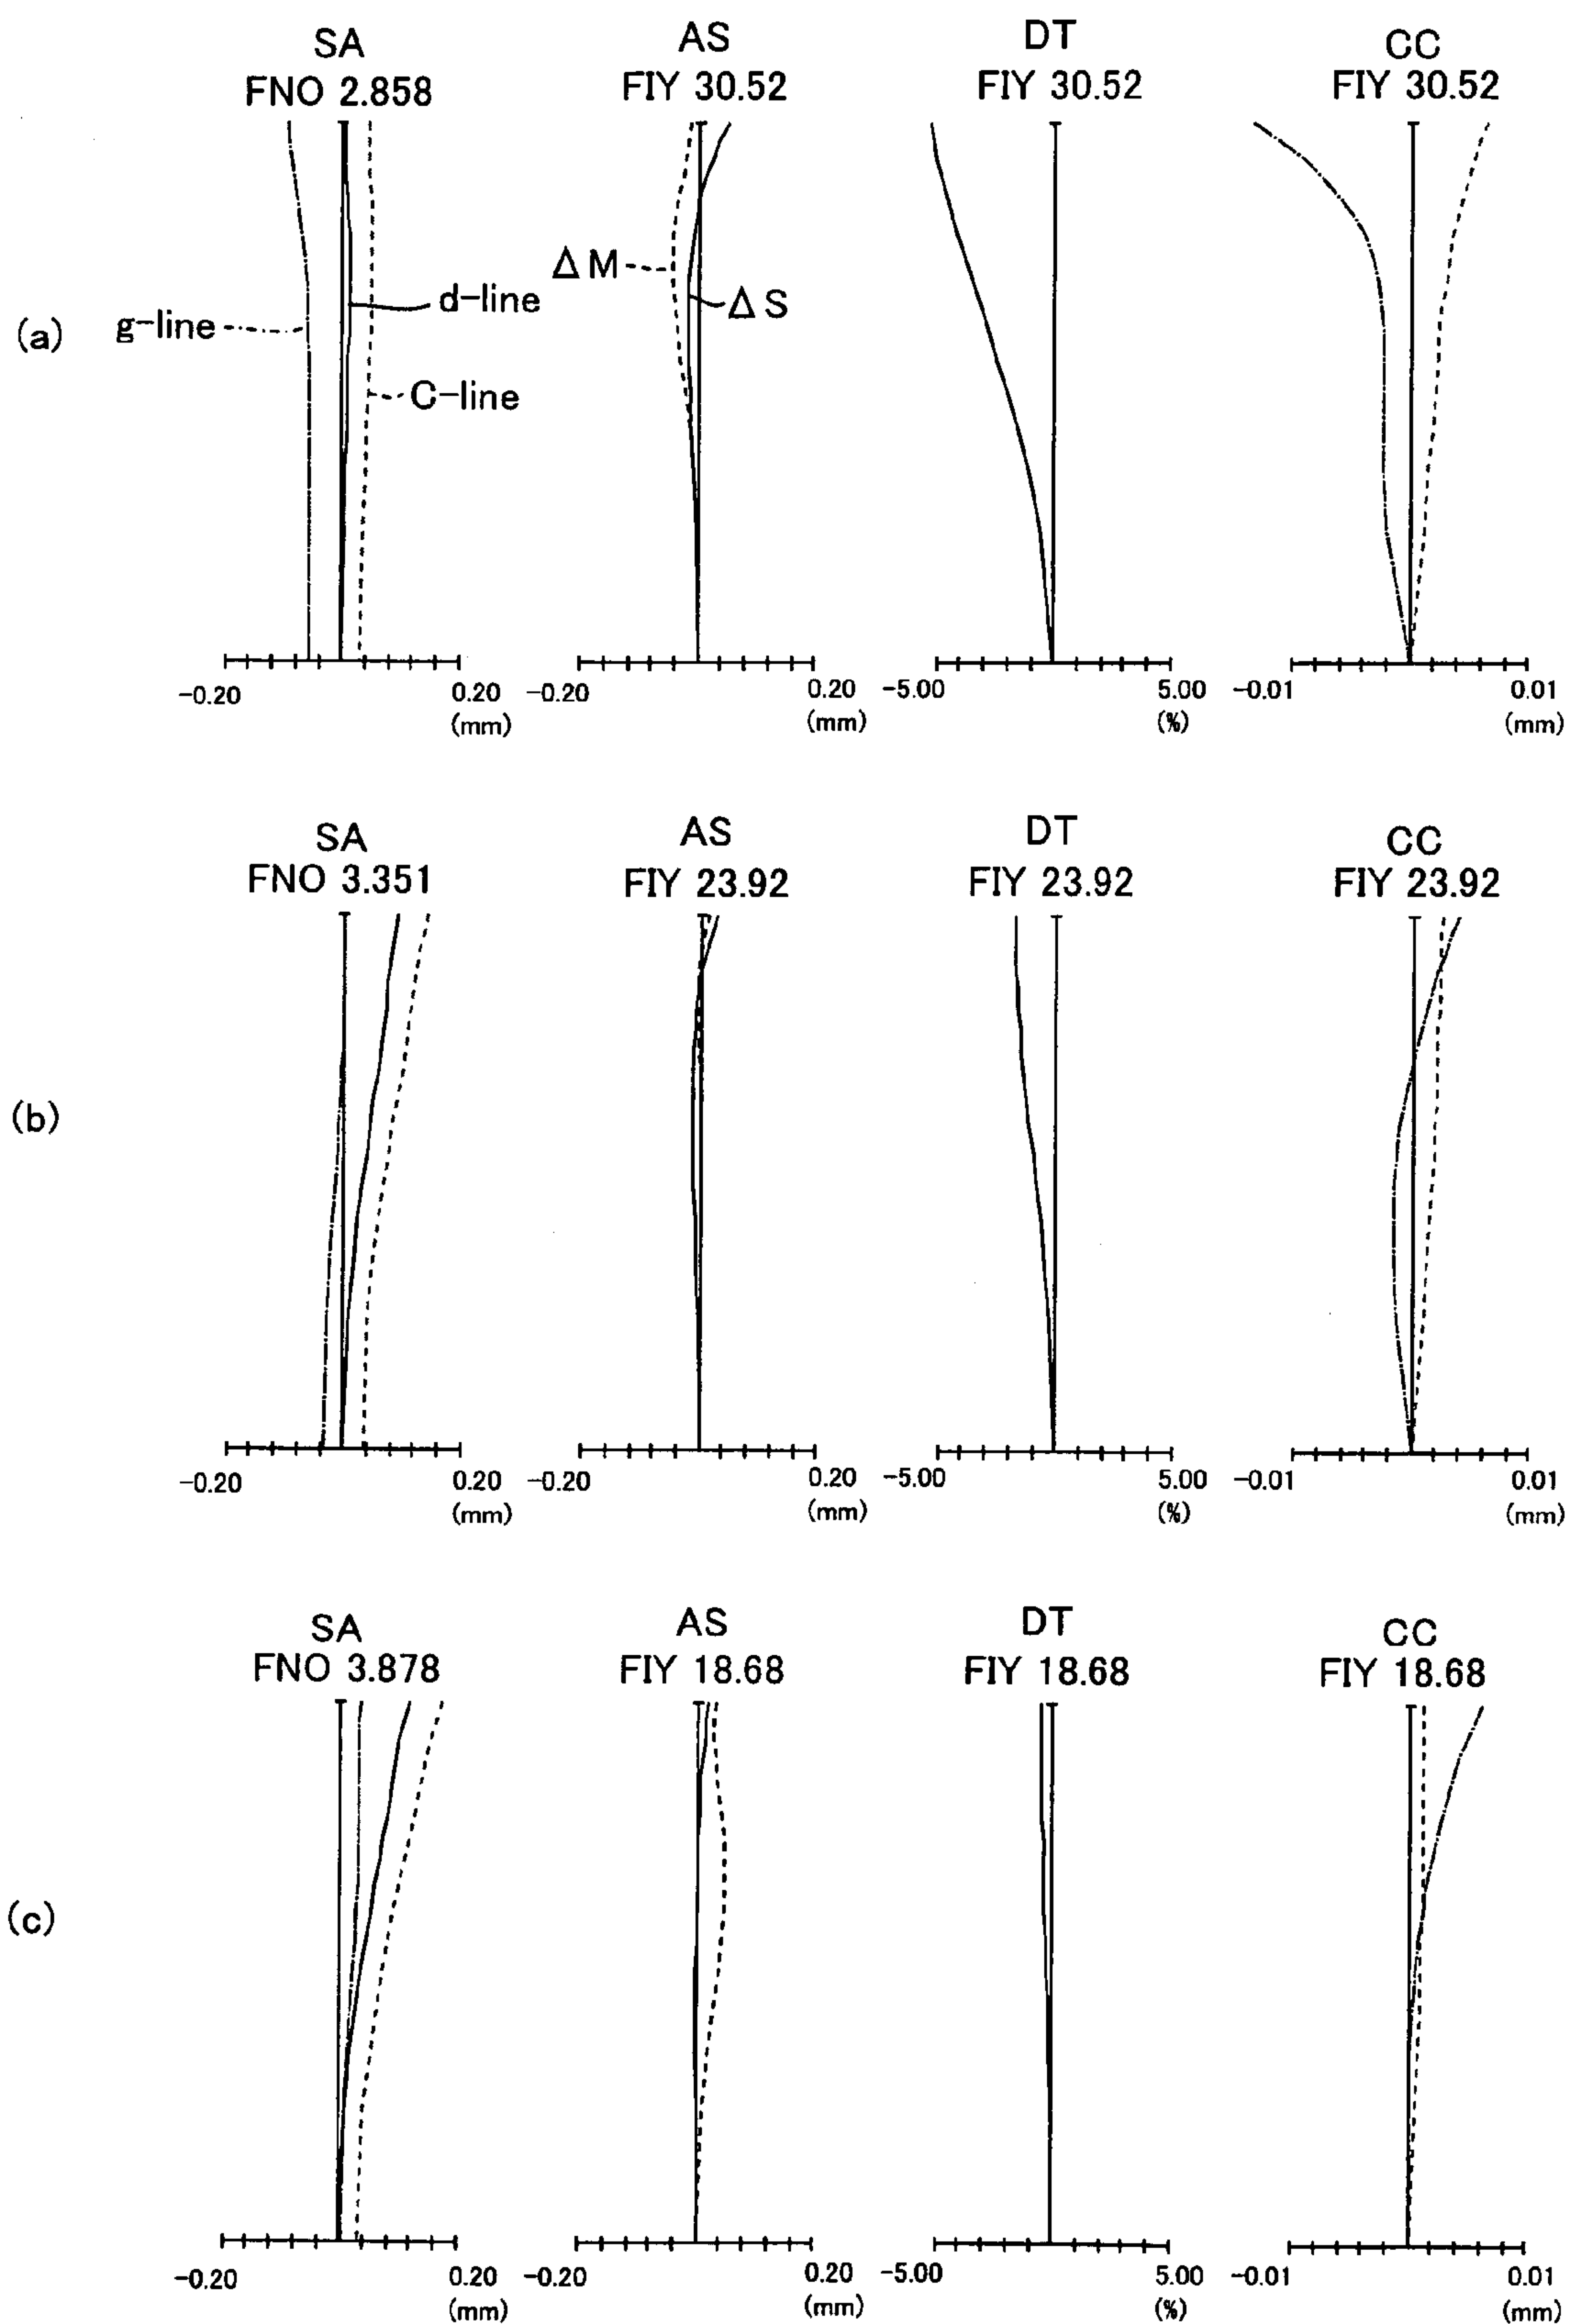 SA AS DT CC
FNO 2.858 FIY 30.52 FIY 30.52 FIY 30.52
(a)
ΔM
ΔS
d-line
g-line
C-line
-0.20 0.20 -0.20 0.20 -5.00 5.00 -0.01 0.01
(mm) (mm) (%) (mm)
SA AS DT CC
FNO 3.351 FIY 23.92 FIY 23.92 FIY 23.92
(b)
-0.20 0.20 -0.20 0.20 -5.00 5.00 -0.01 0.01
(mm) (mm) (%) (mm)
SA AS DT CC
FNO 3.878 FIY 18.68 FIY 18.68 FIY 18.68
(c)
-0.20 0.20 -0.20 0.20 -5.00 5.00 -0.01 0.01
(mm) (mm) (%) (mm)